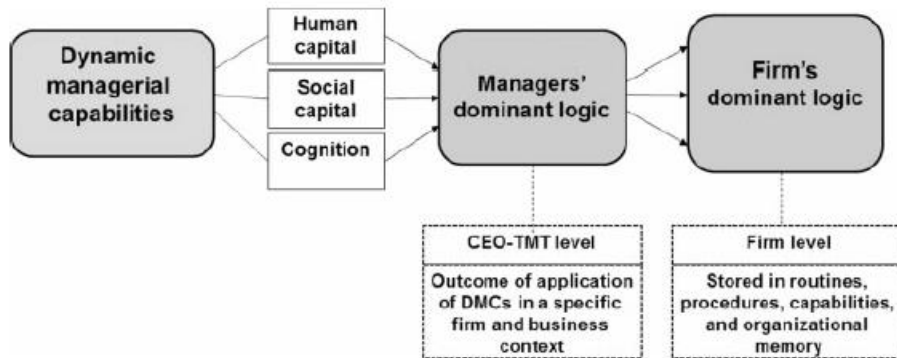 Dynamic
managerial
capabilities
Human
capital
Social
capital
Cognition
Managers'
dominant logic
Firm's
dominant logic
CEO-TMT level
Outcome of application
of DMCs in a specific
firm and business
context
Firm level
Stored in routines,
procedures, capabilities,
and organizational
memory